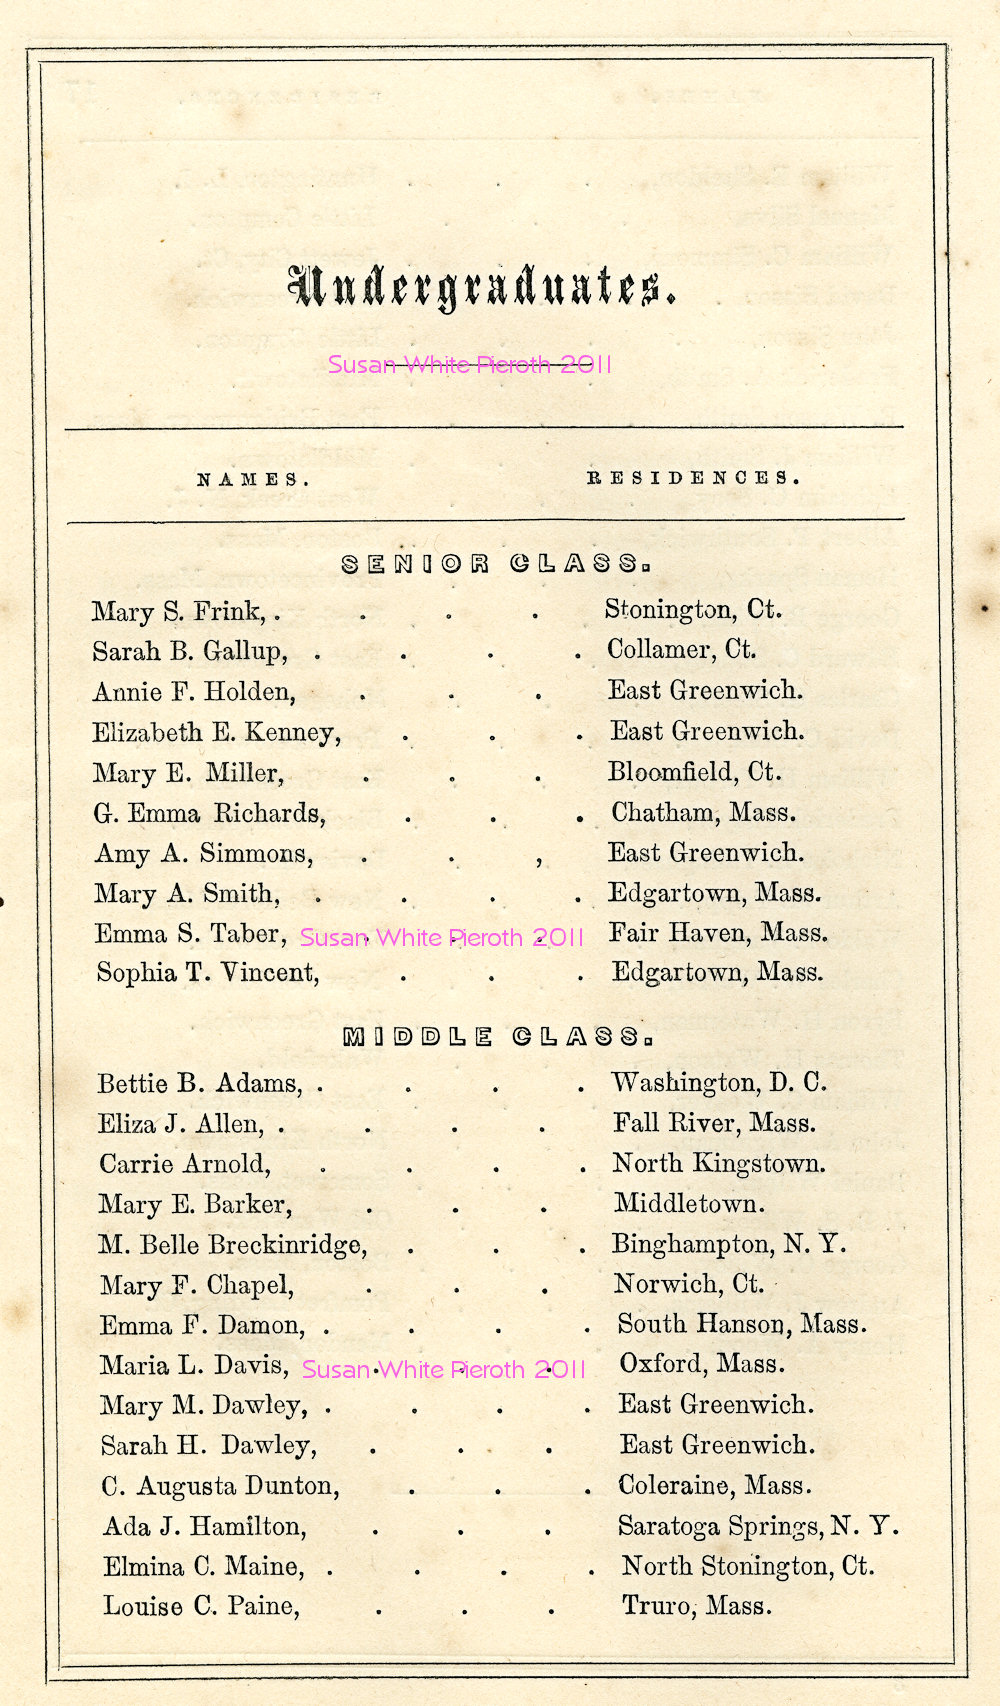 Undergraduates.
Susan White Pieroth 2011
NAMES. RESIDENCES.
SENIOR CLASS.
Mary S. Frink, . . . . Stonington, Ct.
Sarah B. Gallup, . . . . Collamer, Ct.
Annie F. Holden, . . . East Greenwich.
Elizabeth E. Kenney, . . . East Greenwich.
Mary E. Miller, . . . Bloomfield, Ct.
G. Emma Richards, . . . Chatham, Mass.
Amy A. Simmons, . . , East Greenwich.
Mary A. Smith, . . . . Edgartown, Mass.
Emma S. Taber, . . . Fair Haven, Mass.
Susan White Pieroth 2011
Sophia T. Vincent, . . . Edgartown, Mass.
MIDDLE CLASS.
Bettie B. Adams, . . . . Washington, D. C.
Eliza J. Allen, . . . . Fall River, Mass.
Carrie Arnold, . . . . North Kingstown.
Mary E. Barker, . . . Middletown.
M. Belle Breckinridge, . . . Binghampton, N. Y.
Mary F. Chapel, . . . Norwich, Ct.
Emma F. Damon, . . . . South Hanson, Mass.
Maria L. Davis, . . . Oxford, Mass.
Susan White Pieroth 2011
Mary M. Dawley, . . . . East Greenwich.
Sarah H. Dawley, . . . East Greenwich.
C. Augusta Dunton, . . . Coleraine, Mass.
Ada J. Hamilton, . . . Saratoga Springs, N. Y.
Elmina C. Maine, . . . . North Stonington, Ct.
Louise C. Paine, . . . Truro, Mass.